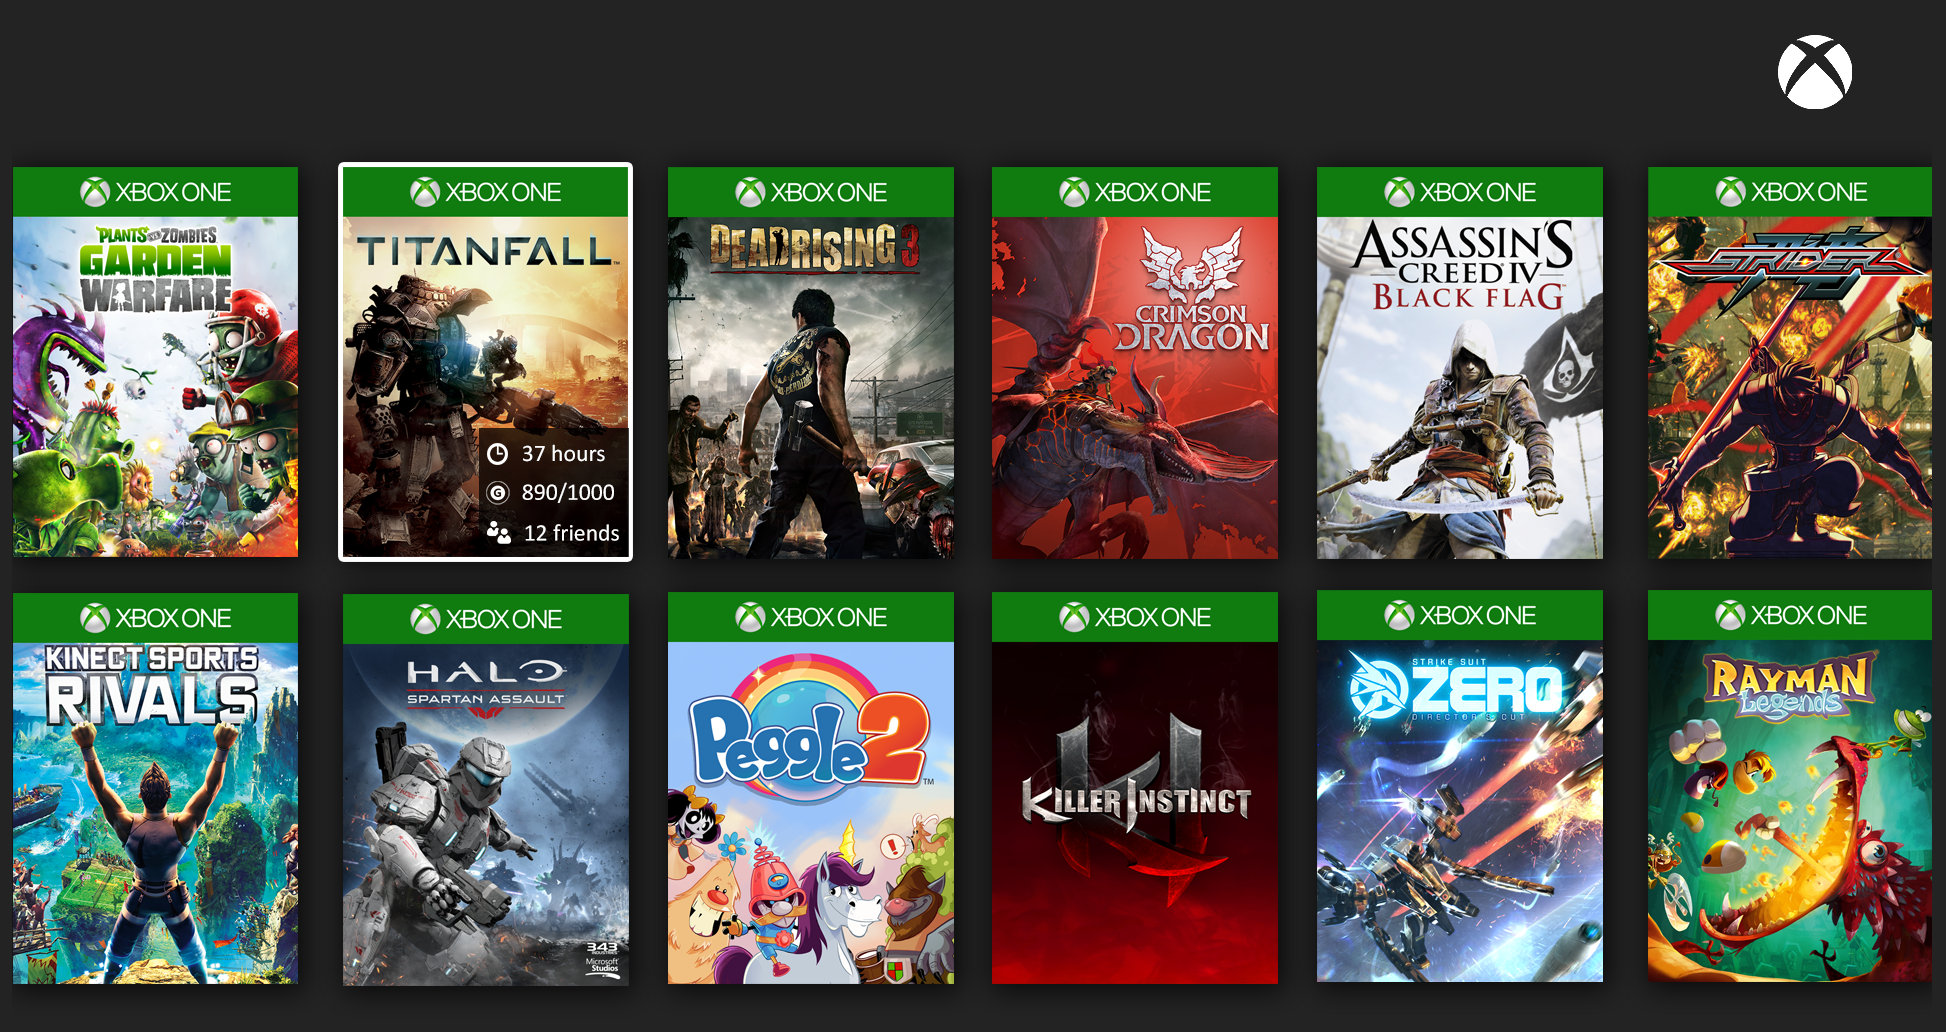 XBOX ONE
PLANTS VS. ZOMBIES
GARDEN
WARFARE
XBOX ONE
TITANFALL™
37 hours
890/1000
12 friends
XBOX ONE
DEADRISING 3
XBOX ONE
CRIMSON
DRAGON
XBOX ONE
ASSASSIN'S
CREED IV
BLACK FLAG
XBOX ONE
STRIDER
XBOX ONE
KINECT SPORTS
RIVALS
XBOX ONE
HALO
SPARTAN ASSAULT
343
INDUSTRIES
Microsoft
Studios
XBOX ONE
Peggle 2™
XBOX ONE
KILLER INSTINCT
XBOX ONE
STRIKE SUIT
ZERO
DIRECTOR'S CUT
XBOX ONE
RAYMAN
Legends